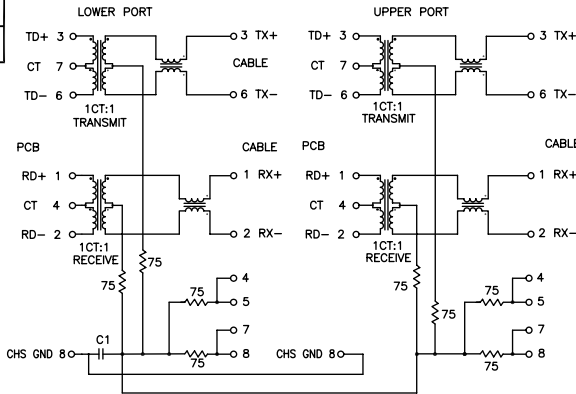 LOWER PORT
UPPER PORT
TD+ 3
3 TX+
TD+ 3
3 TX+
CT 7
CABLE
CT 7
TD- 6
6 TX-
TD- 6
6 TX-
1CT:1
TRANSMIT
1CT:1
TRANSMIT
PCB
CABLE
PCB
CABLE
RD+ 1
1 RX+
RD+ 1
1 RX+
CT 4
CT 4
RD- 2
2 RX-
RD- 2
2 RX-
1CT:1
RECEIVE
1CT:1
RECEIVE
75
75
75
75
75
4
5
75
4
5
C1
7
7
CHS GND 8
75
8
CHS GND 8
75
8